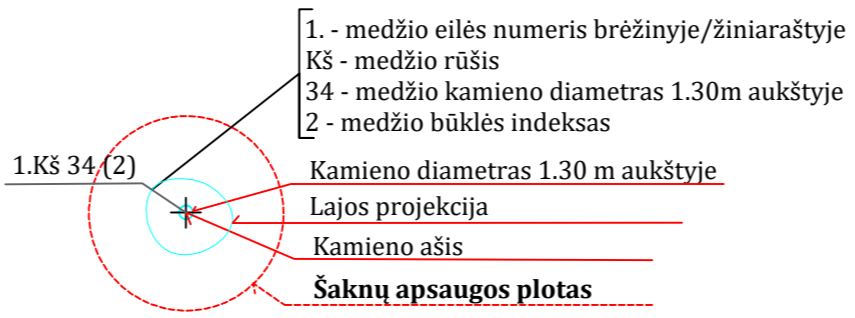 1. - medžio eilės numeris brėžinyje/žiniaraštyje
Kš - medžio rūšis
34 - medžio kamieno diametras 1.30m aukštyje
2 - medžio būklės indeksas
1.Kš 34 (2)
Kamieno diametras 1.30 m aukštyje
Lajos projekcija
Kamieno ašis
Šaknų apsaugos plotas